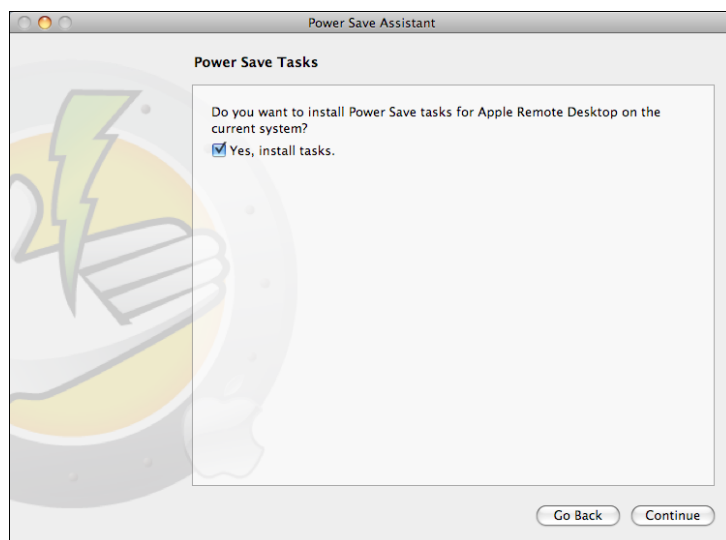 Power Save Assistant
Power Save Tasks
Do you want to install Power Save tasks for Apple Remote Desktop on the
current system?
Yes, install tasks.
Go Back
Continue